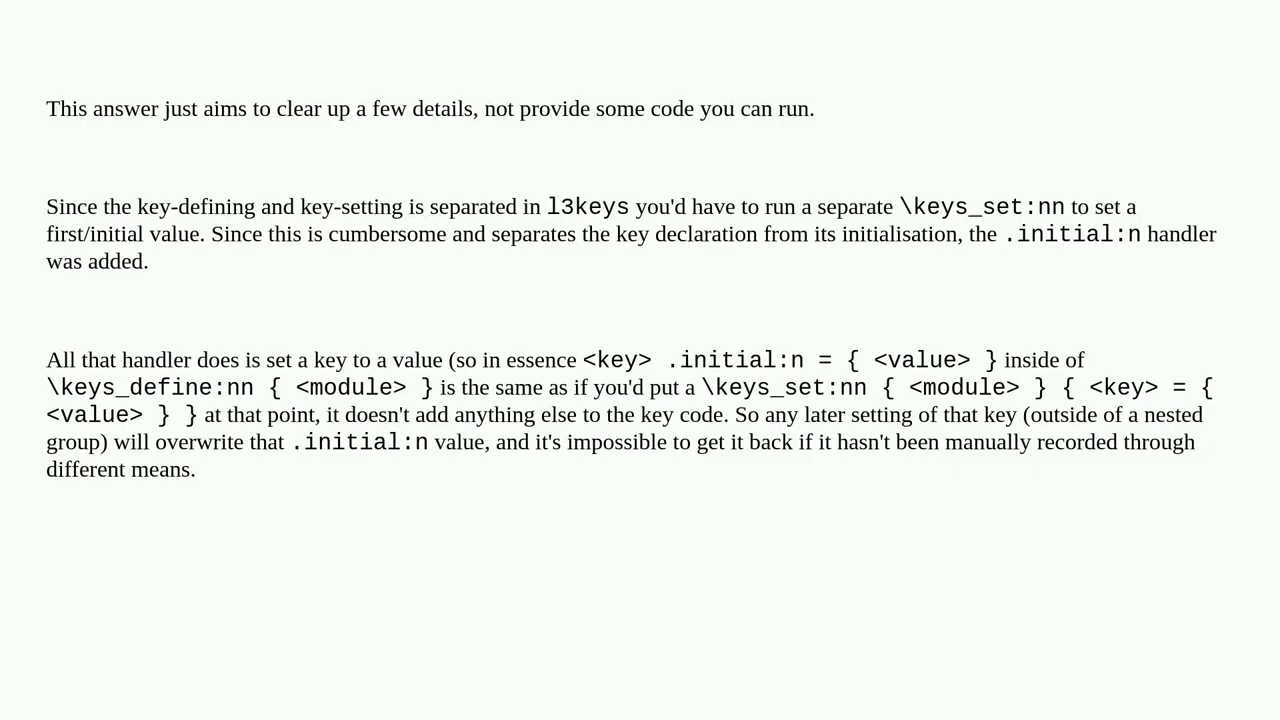 This answer just aims to clear up a few details, not provide some code you can run.
Since the key-defining and key-setting is separated in l3keys you'd have to run a separate \keys_set:nn to set a
first/initial value. Since this is cumbersome and separates the key declaration from its initialisation, the .initial:n handler
was added.
All that handler does is set a key to a value (so in essence <key> .initial:n = { <value> } inside of
\keys_define:nn { <module> } is the same as if you'd put a \keys_set:nn { <module> } { <key> = {
<value> } } at that point, it doesn't add anything else to the key code. So any later setting of that key (outside of a nested
group) will overwrite that .initial:n value, and it's impossible to get it back if it hasn't been manually recorded through
different means.